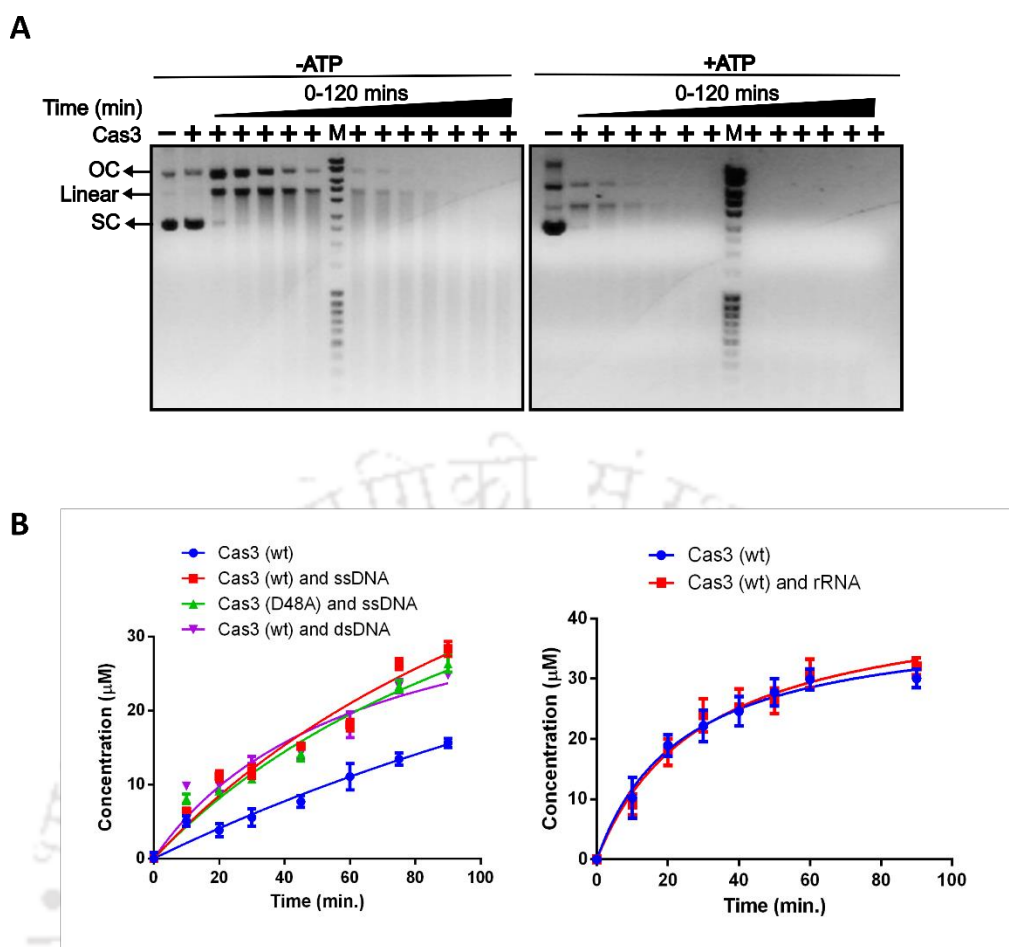 A
-ATP
+ATP
Time (min)
0-120 mins
0-120 mins
Cas3
− + + + + + + M + + + + + + +
− + + + + + + M + + + + + +
OC
Linear
SC
B
Cas3 (wt)
Cas3 (wt) and ssDNA
Cas3 (D48A) and ssDNA
Cas3 (wt) and dsDNA
Concentration (μM)
30
20
10
0
0 20 40 60 80 100
Time (min.)
Cas3 (wt)
Cas3 (wt) and rRNA
Concentration (μM)
40
30
20
10
0
0 20 40 60 80 100
Time (min.)